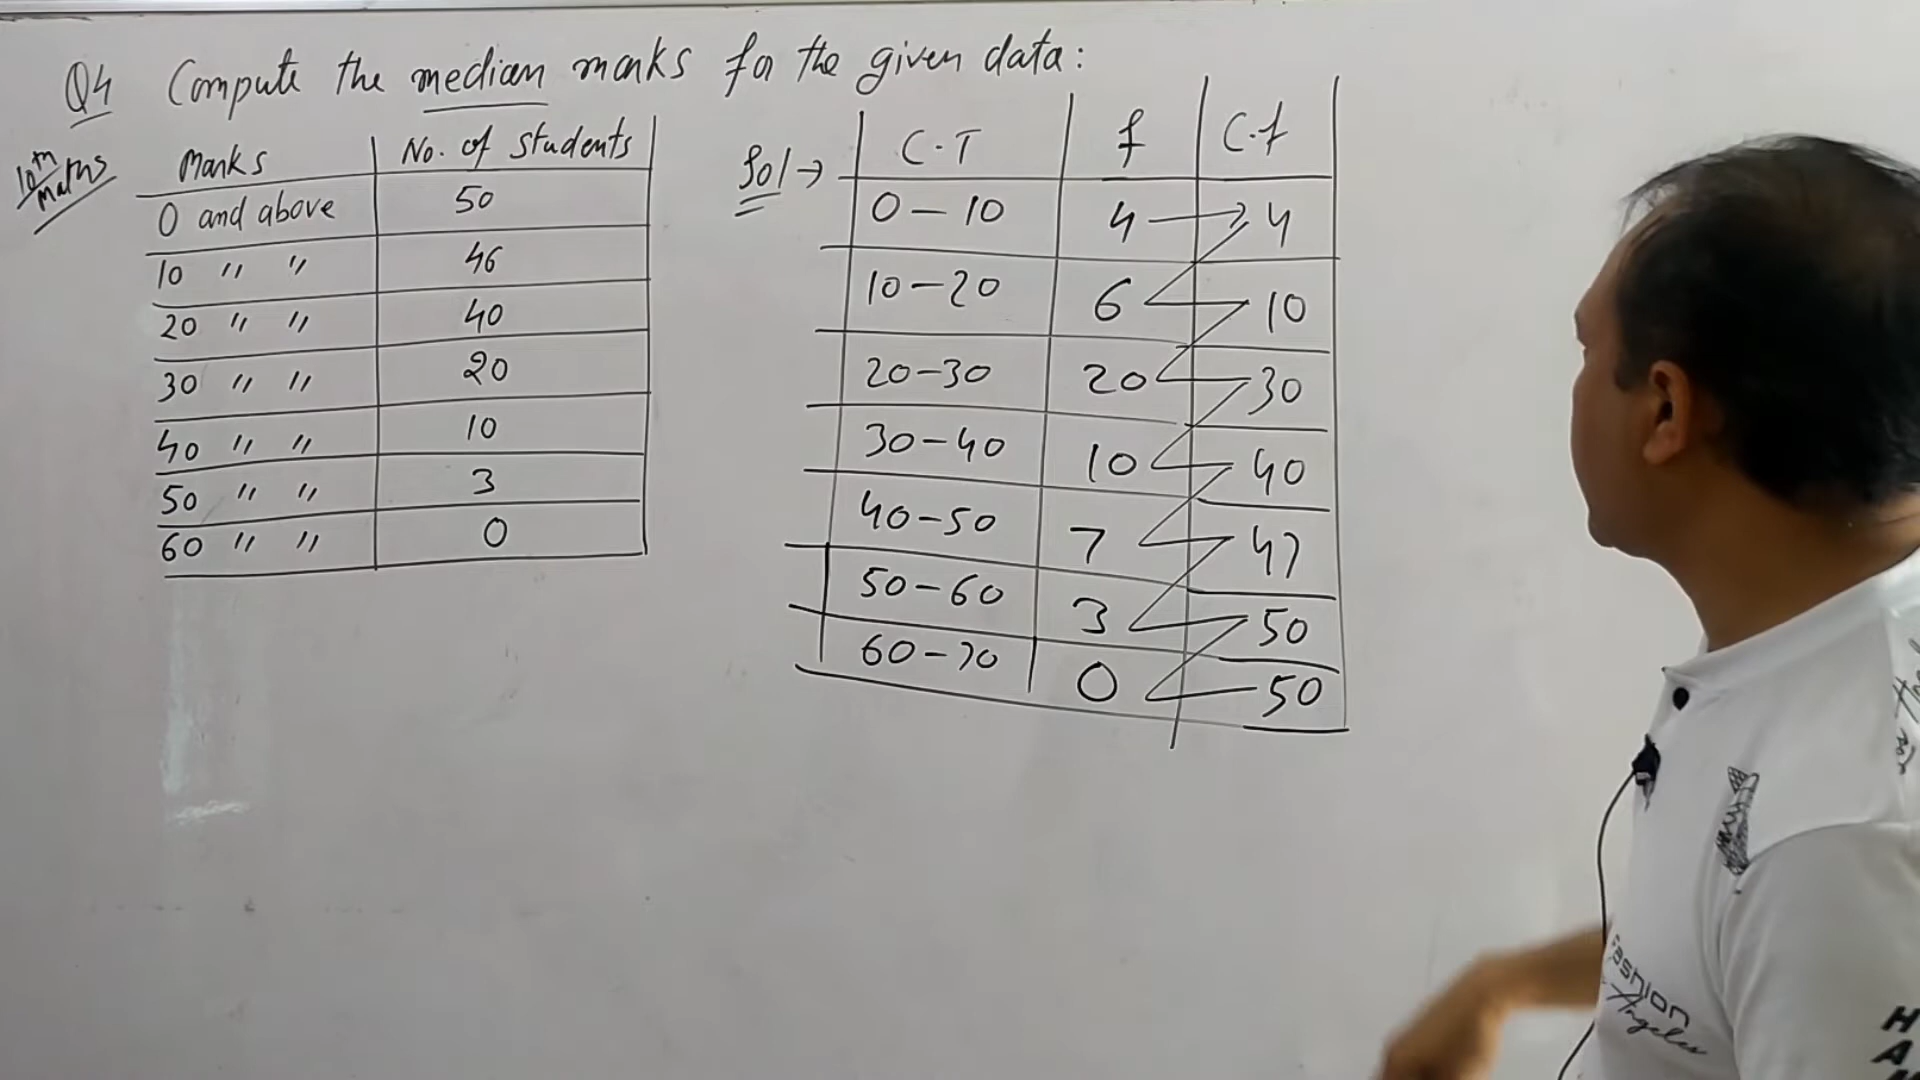 Q4 Compute the median marks for the given data:
10th maths
Marks No. of students
0 and above 50
10 " " 46
20 " " 40
30 " " 20
40 " " 10
50 " " 3
60 " " 0
Sol→ C.I f C.f
0-10 4 4
10-20 6 10
20-30 20 30
30-40 10 40
40-50 7 47
50-60 3 50
60-70 0 50
Fashion
Angeles
H
A